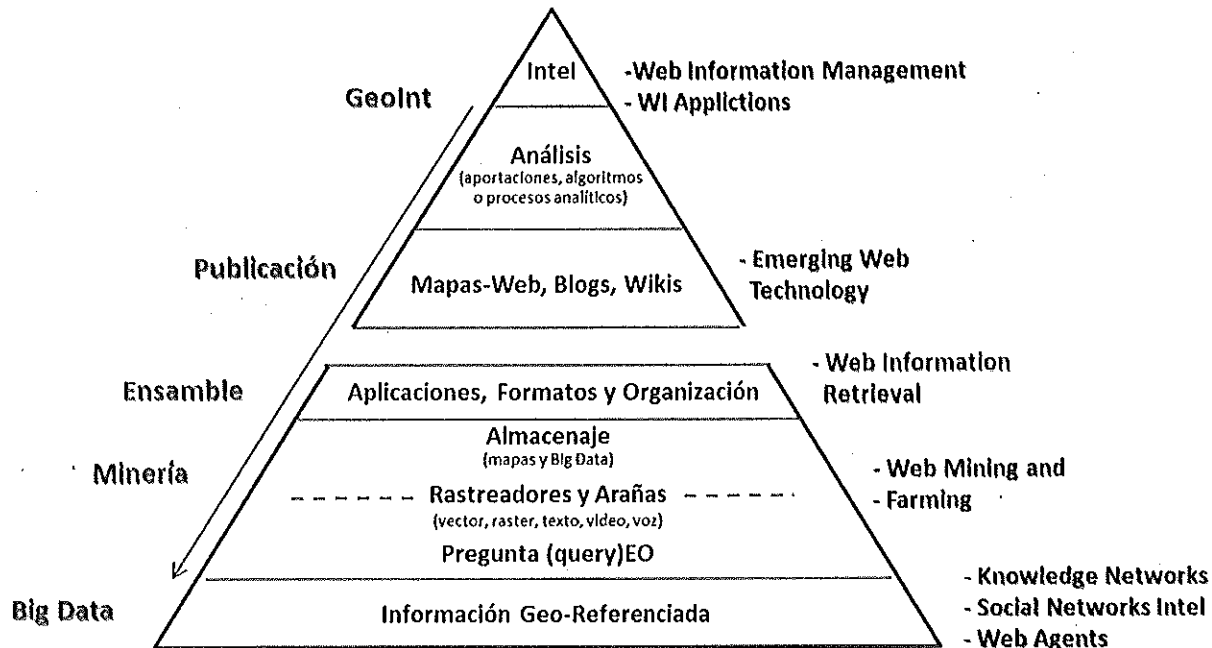 Intel
GeoInt
-Web Information Management
- WI Applictions
Análisis
(aportaciones, algoritmos
o procesos analíticos)
Publicación
Mapas-Web, Blogs, Wikis
- Emerging Web
Technology
Ensamble
Aplicaciones, Formatos y Organización
- Web Information
Retrieval
Minería
Almacenaje
(mapas y Big Data)
Rastreadores y Arañas
(vector, raster, texto, video, voz)
Pregunta (query)EO
- Web Mining and
- Farming
Big Data
Información Geo-Referenciada
- Knowledge Networks
- Social Networks Intel
- Web Agents